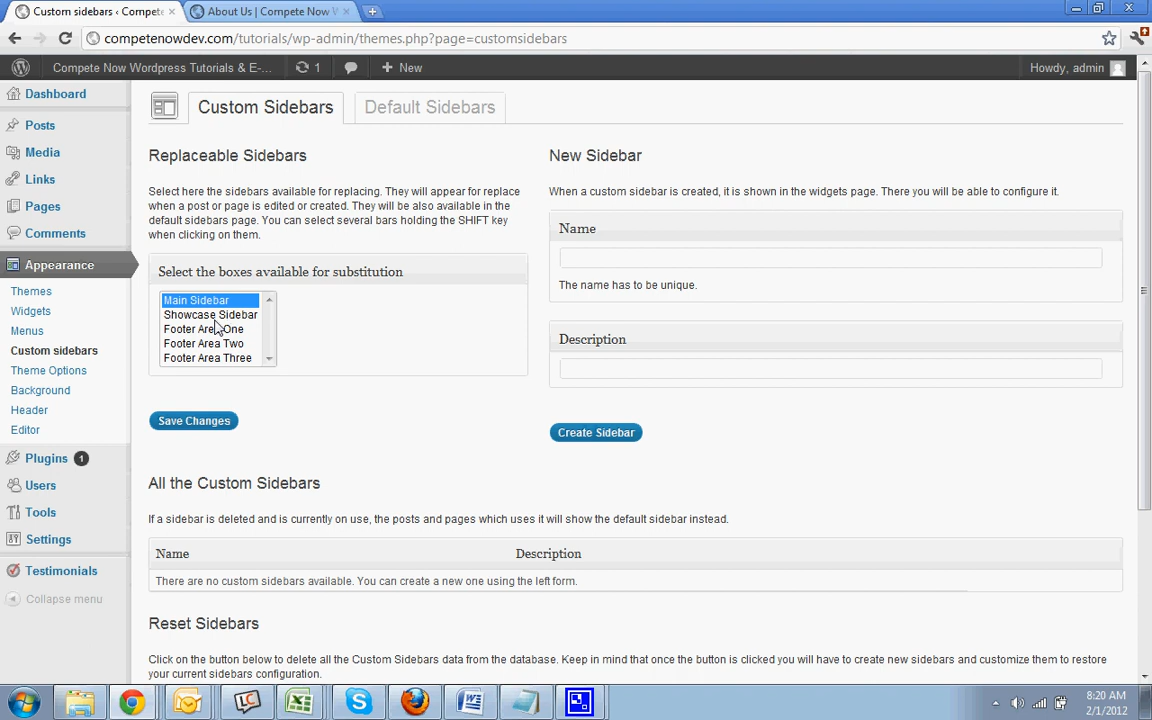 Custom sidebars ‹ Compete
About Us | Compete Now W
competenowdev.com/tutorials/wp-admin/themes.php?page=customsidebars
Compete Now Wordpress Tutorials & E-...
1
New
Howdy, admin
Dashboard
Posts
Media
Links
Pages
Comments
Appearance
Themes
Widgets
Menus
Custom sidebars
Theme Options
Background
Header
Editor
Plugins 1
Users
Tools
Settings
Testimonials
Collapse menu
Custom Sidebars
Default Sidebars
Replaceable Sidebars
Select here the sidebars available for replacing. They will appear for replace
when a post or page is edited or created. They will be also available in the
default sidebars page. You can select several bars holding the SHIFT key
when clicking on them.
Select the boxes available for substitution
Main Sidebar
Showcase Sidebar
Footer Area One
Footer Area Two
Footer Area Three
Save Changes
New Sidebar
When a custom sidebar is created, it is shown in the widgets page. There you will be able to configure it.
Name
The name has to be unique.
Description
Create Sidebar
All the Custom Sidebars
If a sidebar is deleted and is currently on use, the posts and pages which uses it will show the default sidebar instead.
Name
Description
There are no custom sidebars available. You can create a new one using the left form.
Reset Sidebars
Click on the button below to delete all the Custom Sidebars data from the database. Keep in mind that once the button is clicked you will have to create new sidebars and customize them to restore
your current sidebars configuration.
8:20 AM
2/1/2012